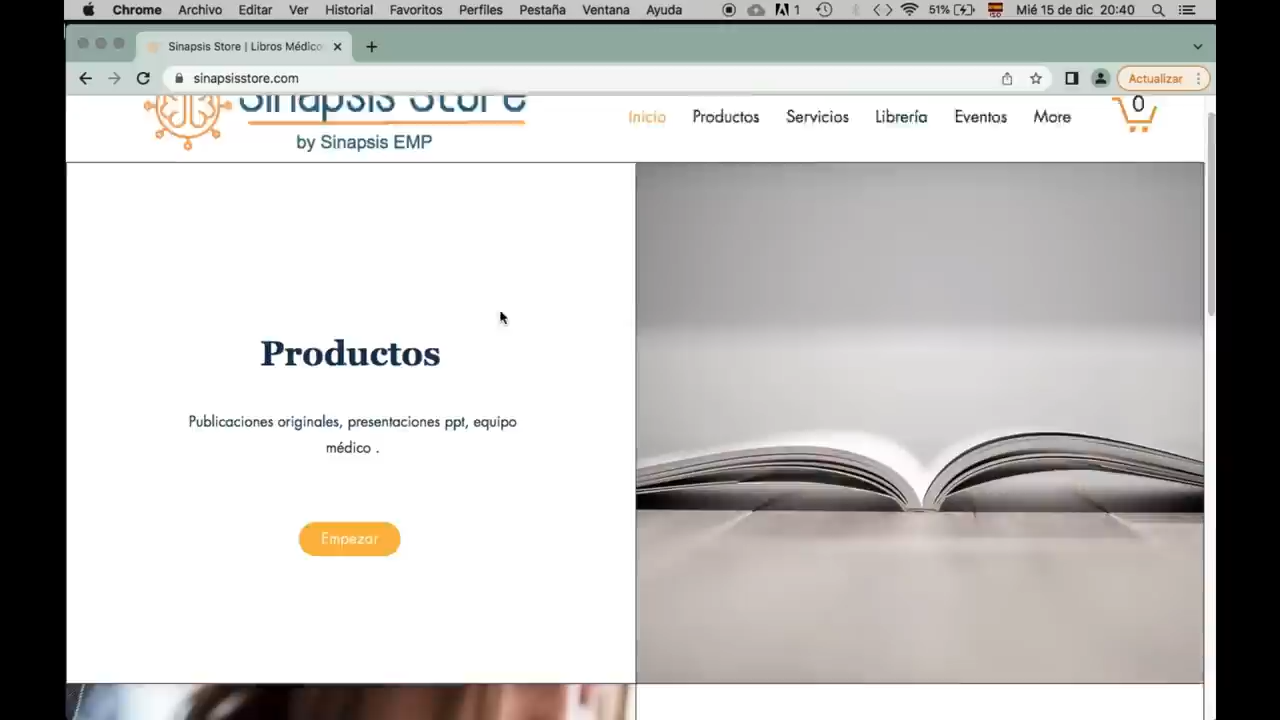 Chrome Archivo Editar Ver Historial Favoritos Perfiles Pestaña Ventana Ayuda 1 51% ISO Mié 15 de dic 20:40
Sinapsis Store | Libros Médico
sinapsisstore.com Actualizar
Sinapsis Store
by Sinapsis EMP
Inicio Productos Servicios Librería Eventos More 0
Productos
Publicaciones originales, presentaciones ppt, equipo
médico .
Empezar